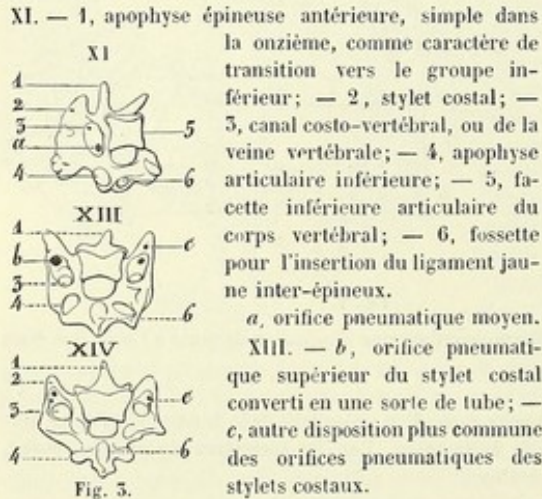 XI. — 1, apophyse épineuse antérieure, simple dans
la onzième, comme caractère de
transition vers le groupe in-
férieur; — 2, stylet costal; —
3, canal costo-vertébral, ou de la
veine vertébrale; — 4, apophyse
articulaire inférieure; — 5, fa-
cette inférieure articulaire du
corps vertébral; — 6, fossette
pour l'insertion du ligament jau-
ne inter-épineux.
a, orifice pneumatique moyen.
XIII. — b, orifice pneumati-
que supérieur du stylet costal
converti en une sorte de tube; —
c, autre disposition plus commune
des orifices pneumatiques des
stylets costaux.
XI
1
2
3
a
4
5
6
XIII
1
b
3
4
c
6
XIV
1
2
3
4
c
6
Fig. 3.